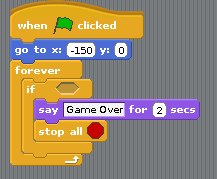 when clicked
go to x: -150 y: 0
forever
if
say Game Over for 2 secs
stop all